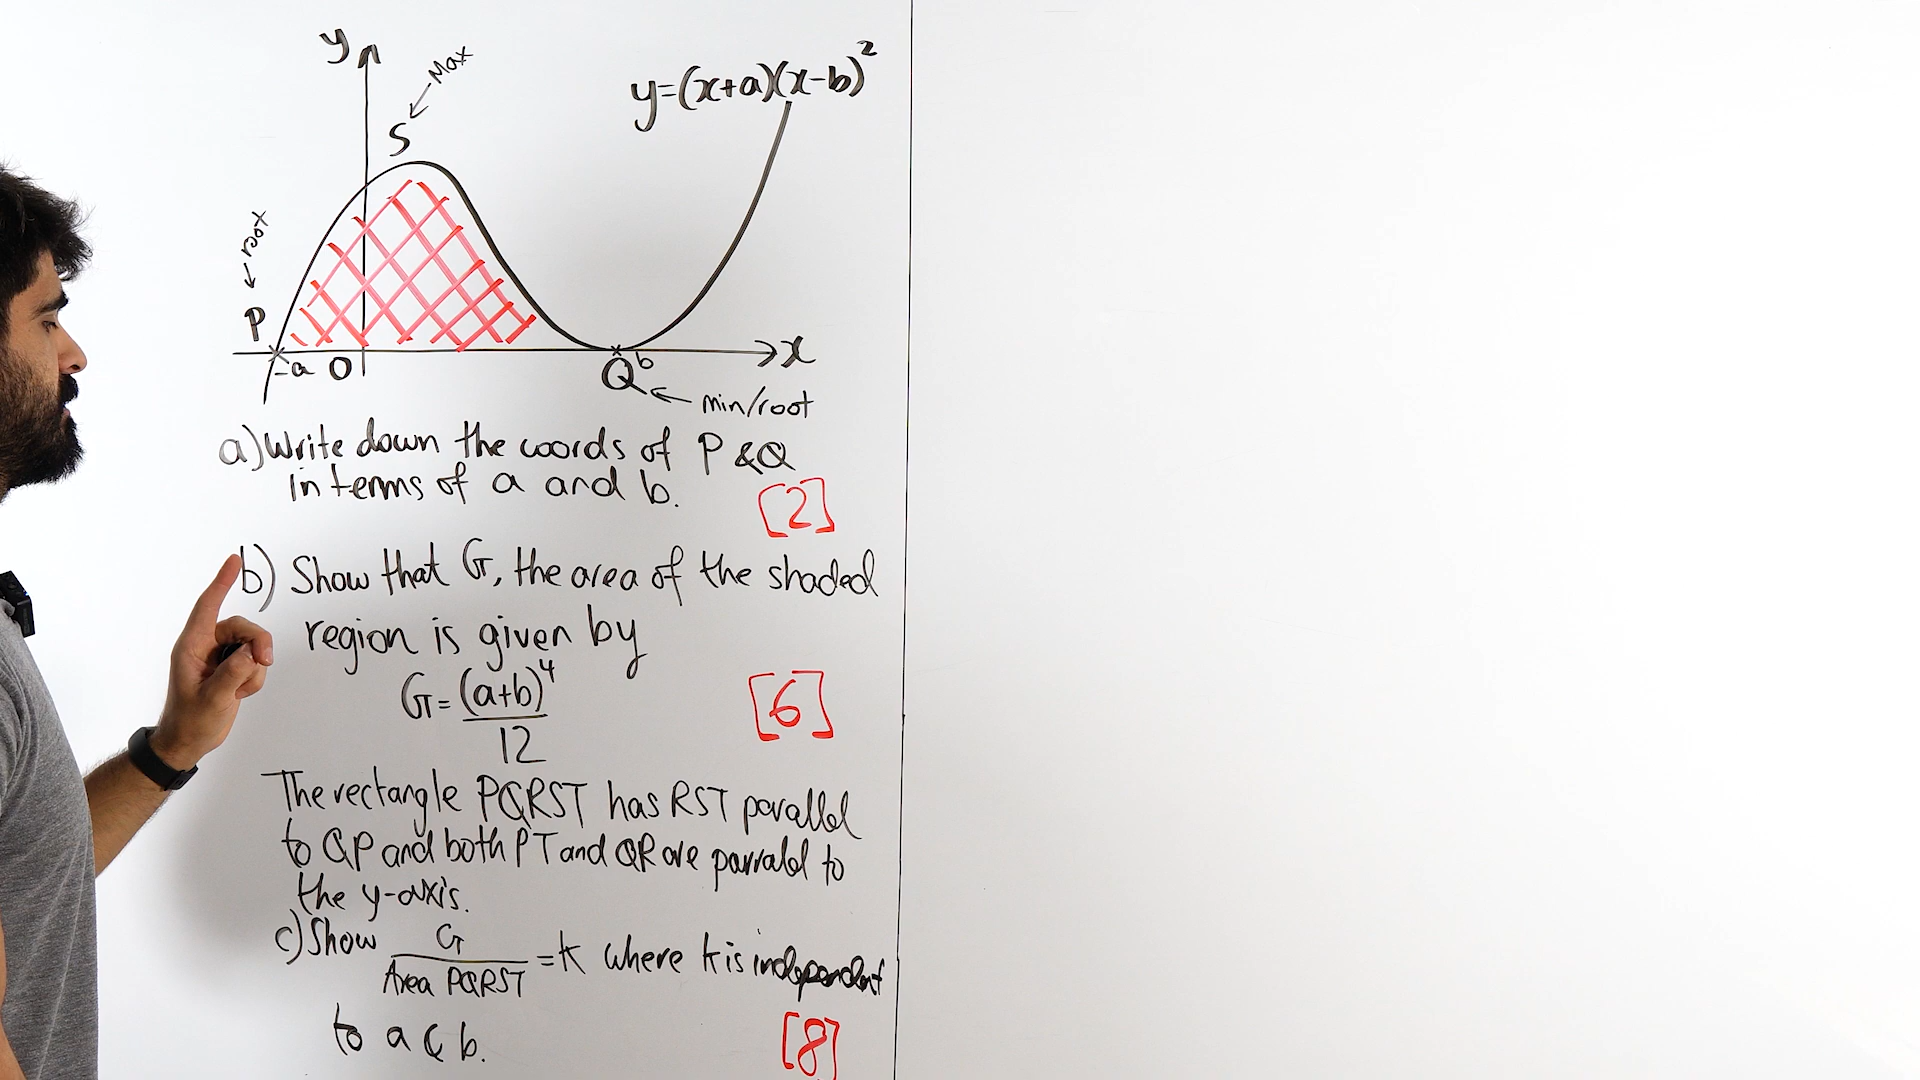 y
Max
y=(x+a)(x-b)²
S
root
P
-a O
x
Q b
min/root
a) Write down the coords of P & Q
in terms of a and b.
[2]
b) Show that G, the area of the shaded
region is given by
G = (a+b)⁴/12
[6]
The rectangle PQRST has RST parallel
to QP and both PT and QR are parralel to
the y-axis.
c) Show G/Area PQRST = k where k is independent
to a & b.
[8]